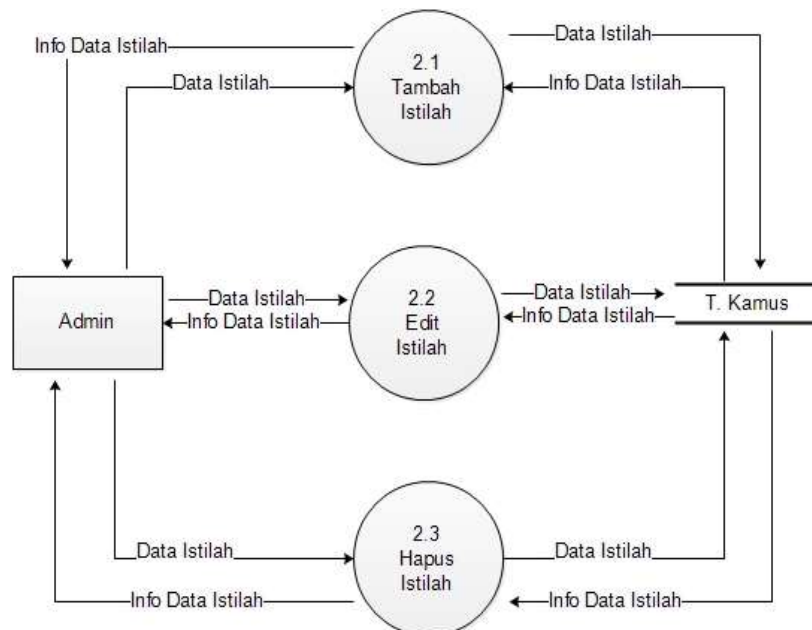 Info Data Istilah
Data Istilah
2.1
Tambah
Istilah
Data Istilah
Info Data Istilah
Admin
Data Istilah
Info Data Istilah
2.2
Edit
Istilah
Data Istilah
Info Data Istilah
T. Kamus
Data Istilah
Info Data Istilah
2.3
Hapus
Istilah
Data Istilah
Info Data Istilah